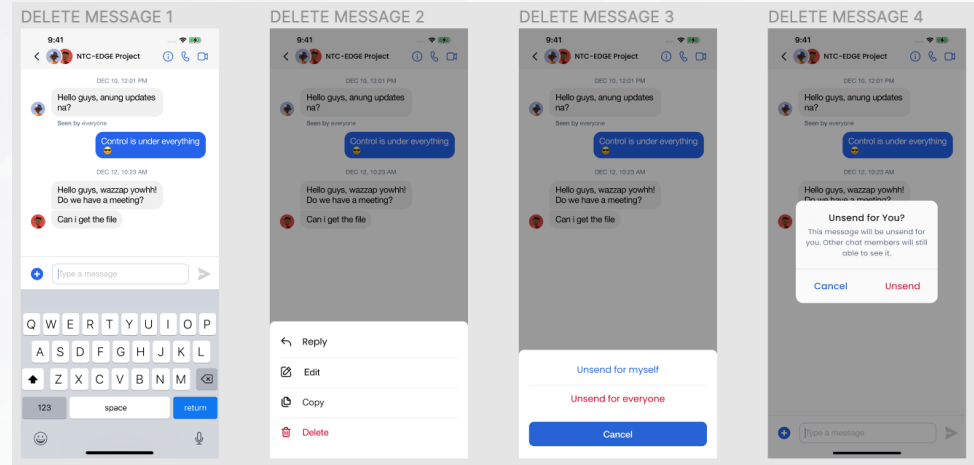 DELETE MESSAGE 1
9:41
NTC-EDGE Project
DEC 10, 12:01 PM
Hello guys, anung updates
na?
Seen by everyone
Control is under everything
DEC 12, 10:23 AM
Hello guys, wazzap yowhh!
Do we have a meeting?
Can i get the file
Type a message
Q W E R T Y U I O P
A S D F G H J K L
Z X C V B N M
123 space return
DELETE MESSAGE 2
9:41
NTC-EDGE Project
DEC 10, 12:01 PM
Hello guys, anung updates
na?
Seen by everyone
Control is under everything
DEC 12, 10:23 AM
Hello guys, wazzap yowhh!
Do we have a meeting?
Can i get the file
Reply
Edit
Copy
Delete
DELETE MESSAGE 3
9:41
NTC-EDGE Project
DEC 10, 12:01 PM
Hello guys, anung updates
na?
Seen by everyone
Control is under everything
DEC 12, 10:23 AM
Hello guys, wazzap yowhh!
Do we have a meeting?
Can i get the file
Unsend for myself
Unsend for everyone
Cancel
DELETE MESSAGE 4
9:41
NTC-EDGE Project
DEC 10, 12:01 PM
Hello guys, anung updates
na?
Seen by everyone
Control is under everything
DEC 12, 10:23 AM
Hello guys, wazzap yowhh!
Do we have a meeting?
Unsend for You?
This message will be unsend for
you. Other chat members will still
able to see it.
Cancel Unsend
Type a message